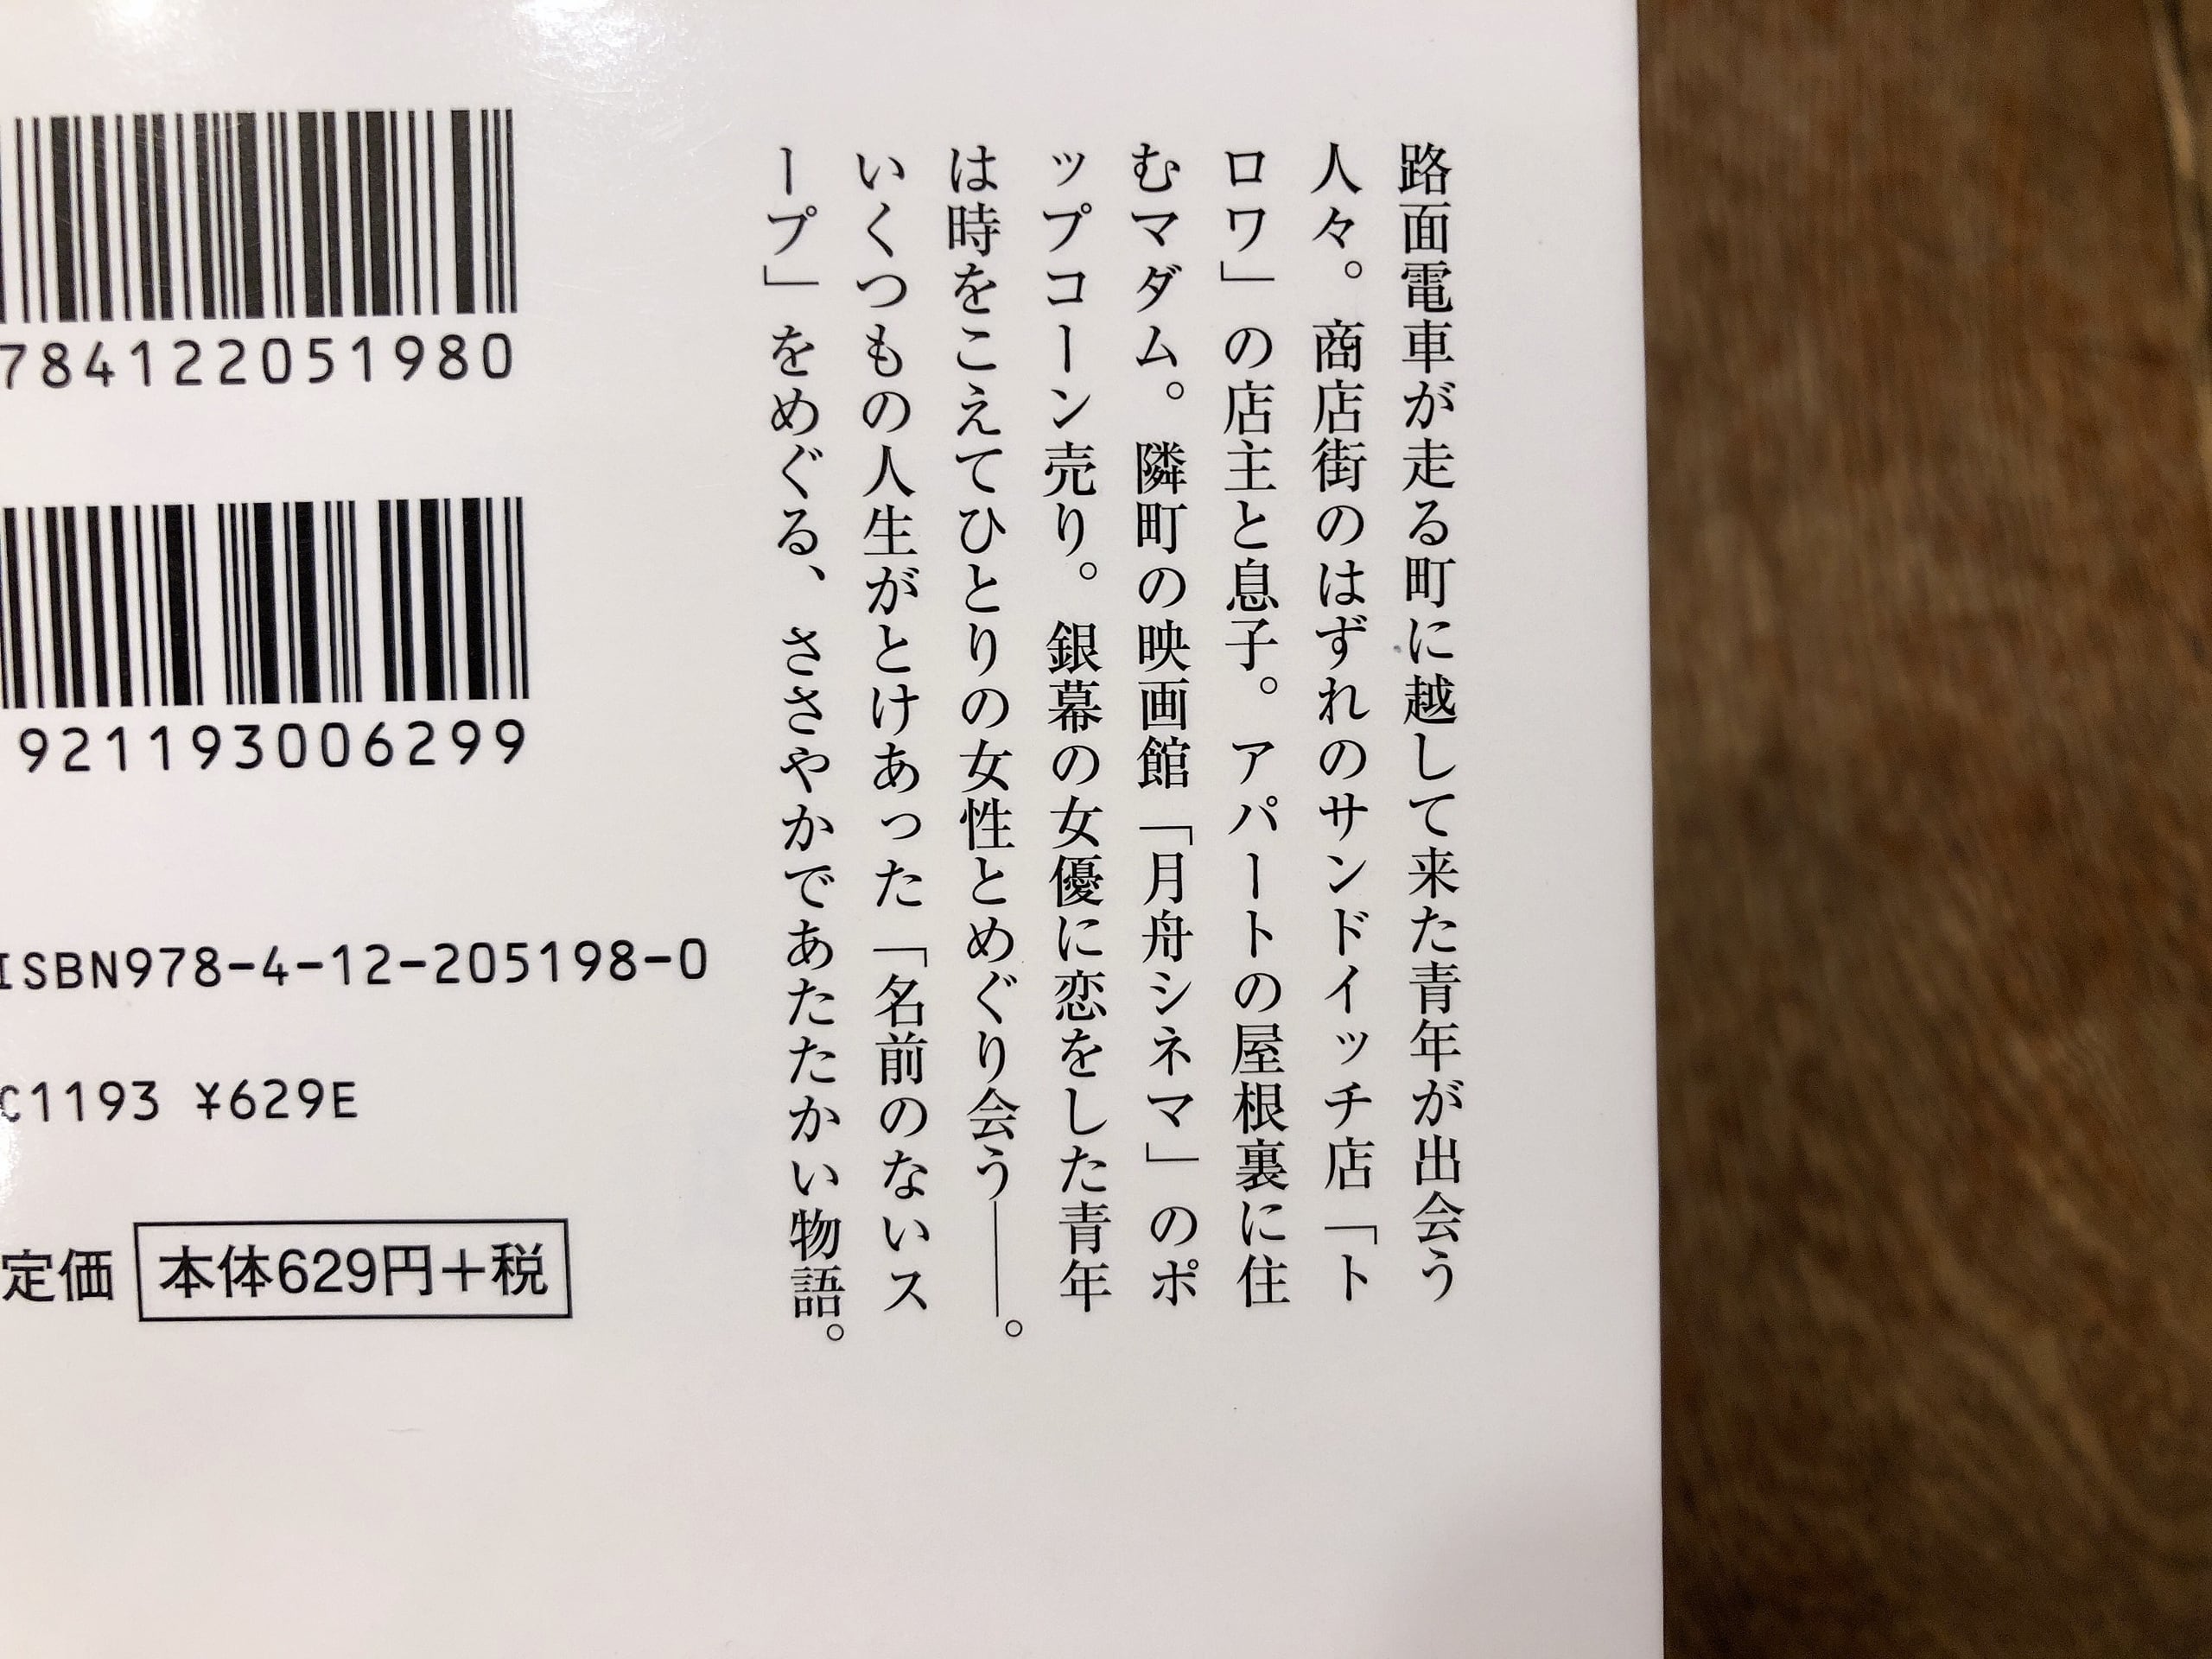 路面電車が走る町に越して来た青年が出会う
人々。商店街のはずれのサンドイッチ店「ト
ロワ」の店主と息子。アパートの屋根裏に住
むマダム。隣町の映画館「月舟シネマ」のポ
ップコーン売り。銀幕の女優に恋をした青年
は時をこえてひとりの女性とめぐり会う――。
いくつもの人生がとけあった「名前のないス
ープ」をめぐる、ささやかであたたかい物語。
784122051980
921193006299
ISBN978-4-12-205198-0
C1193 ¥629E
定価 本体629円+税